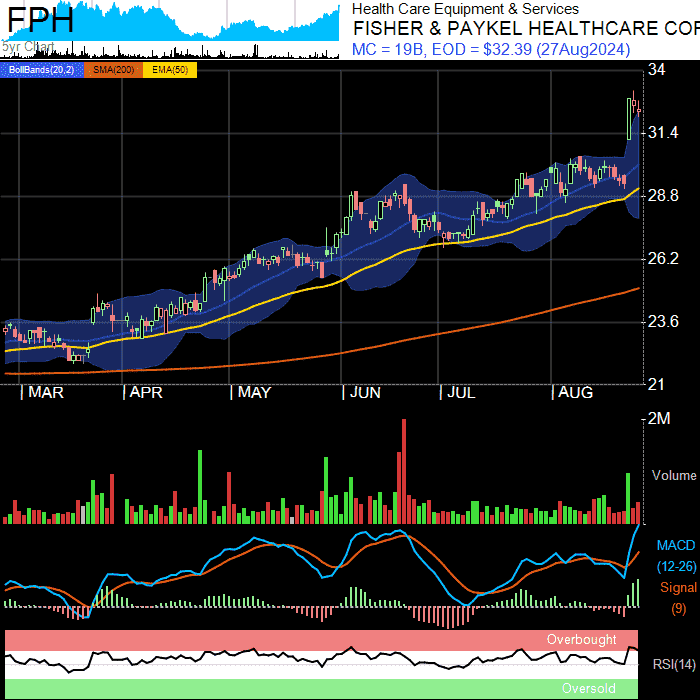 FPH
5yr Chart
Health Care Equipment & Services
FISHER & PAYKEL HEALTHCARE COR
MC = 19B, EOD = $32.39 (27Aug2024)
BollBands(20,2) SMA(200) EMA(50)
34
31.4
28.8
26.2
23.6
21
MAR APR MAY JUN JUL AUG
2M
Volume
MACD
(12-26)
Signal
(9)
Overbought
RSI(14)
Oversold